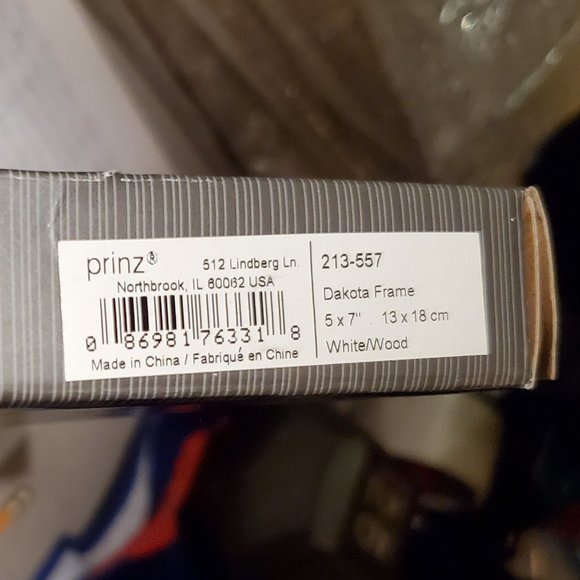 prinz®
512 Lindberg Ln.
Northbrook, IL 60062 USA
0 86981 76331 8
Made in China / Fabriqué en Chine
213-557
Dakota Frame
5 x 7" . 13 x 18 cm
White/Wood